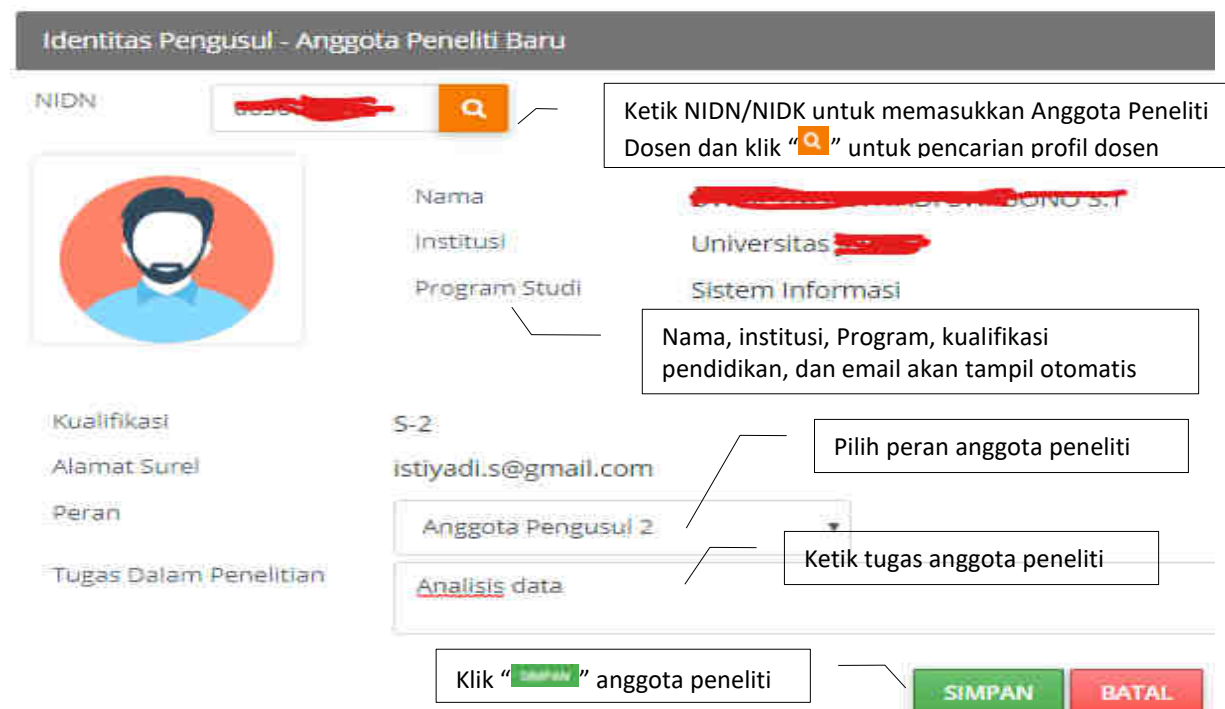 Identitas Pengusul - Anggota Peneliti Baru
NIDN
Ketik NIDN/NIDK untuk memasukkan Anggota Peneliti
Dosen dan klik “ ” untuk pencarian profil dosen
Nama S.T
Institusi Universitas
Program Studi Sistem Informasi
Nama, institusi, Program, kualifikasi
pendidikan, dan email akan tampil otomatis
Kualifikasi S-2
Pilih peran anggota peneliti
Alamat Surel istiyadi.s@gmail.com
Peran Anggota Pengusul 2
Ketik tugas anggota peneliti
Tugas Dalam Penelitian Analisis data
Klik “SIMPAN” anggota peneliti
SIMPAN BATAL